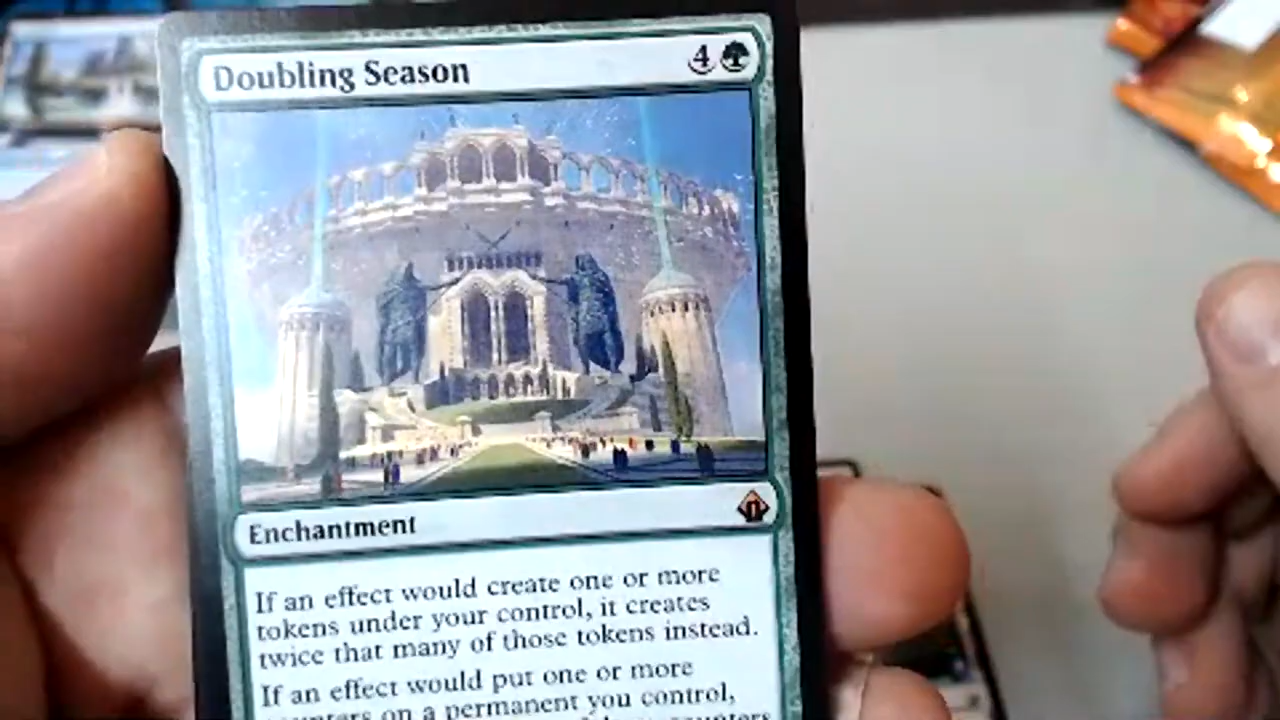 Doubling Season 4
Enchantment
If an effect would create one or more
tokens under your control, it creates
twice that many of those tokens instead.
If an effect would put one or more
counters on a permanent you control,
counters